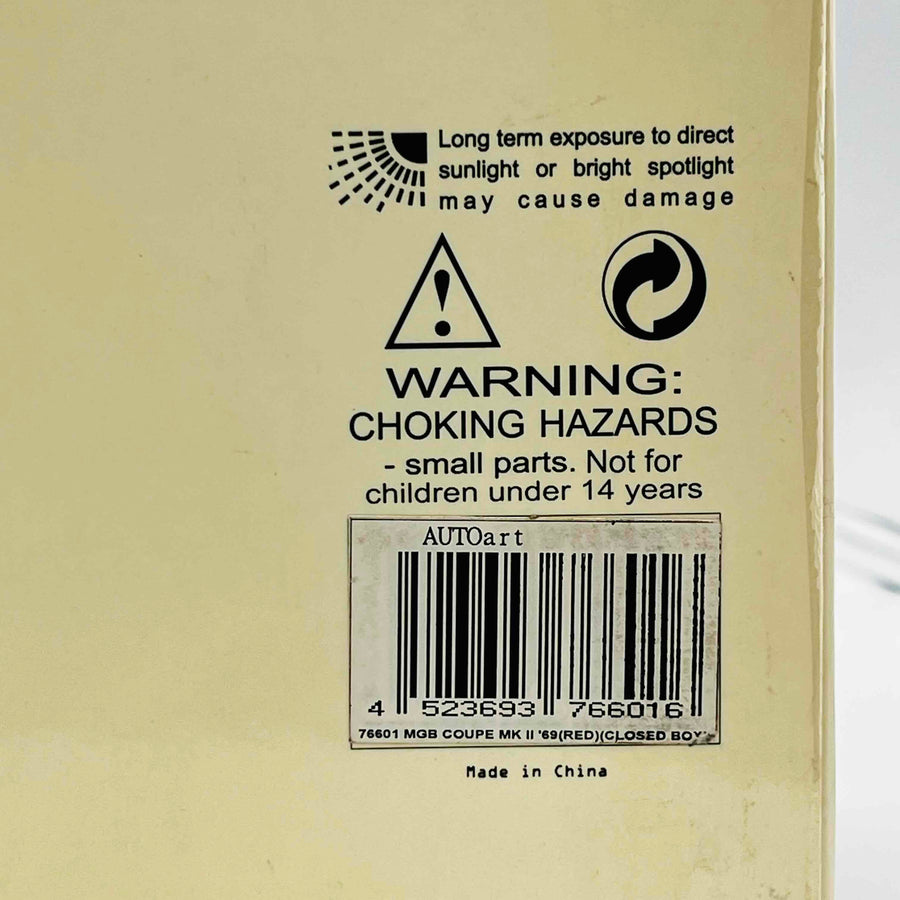 Long term exposure to direct
sunlight or bright spotlight
may cause damage
WARNING:
CHOKING HAZARDS
- small parts. Not for
children under 14 years
AUTOart
4 523693 766016
76601 MGB COUPE MK II '69(RED)(CLOSED BOX)
Made in China